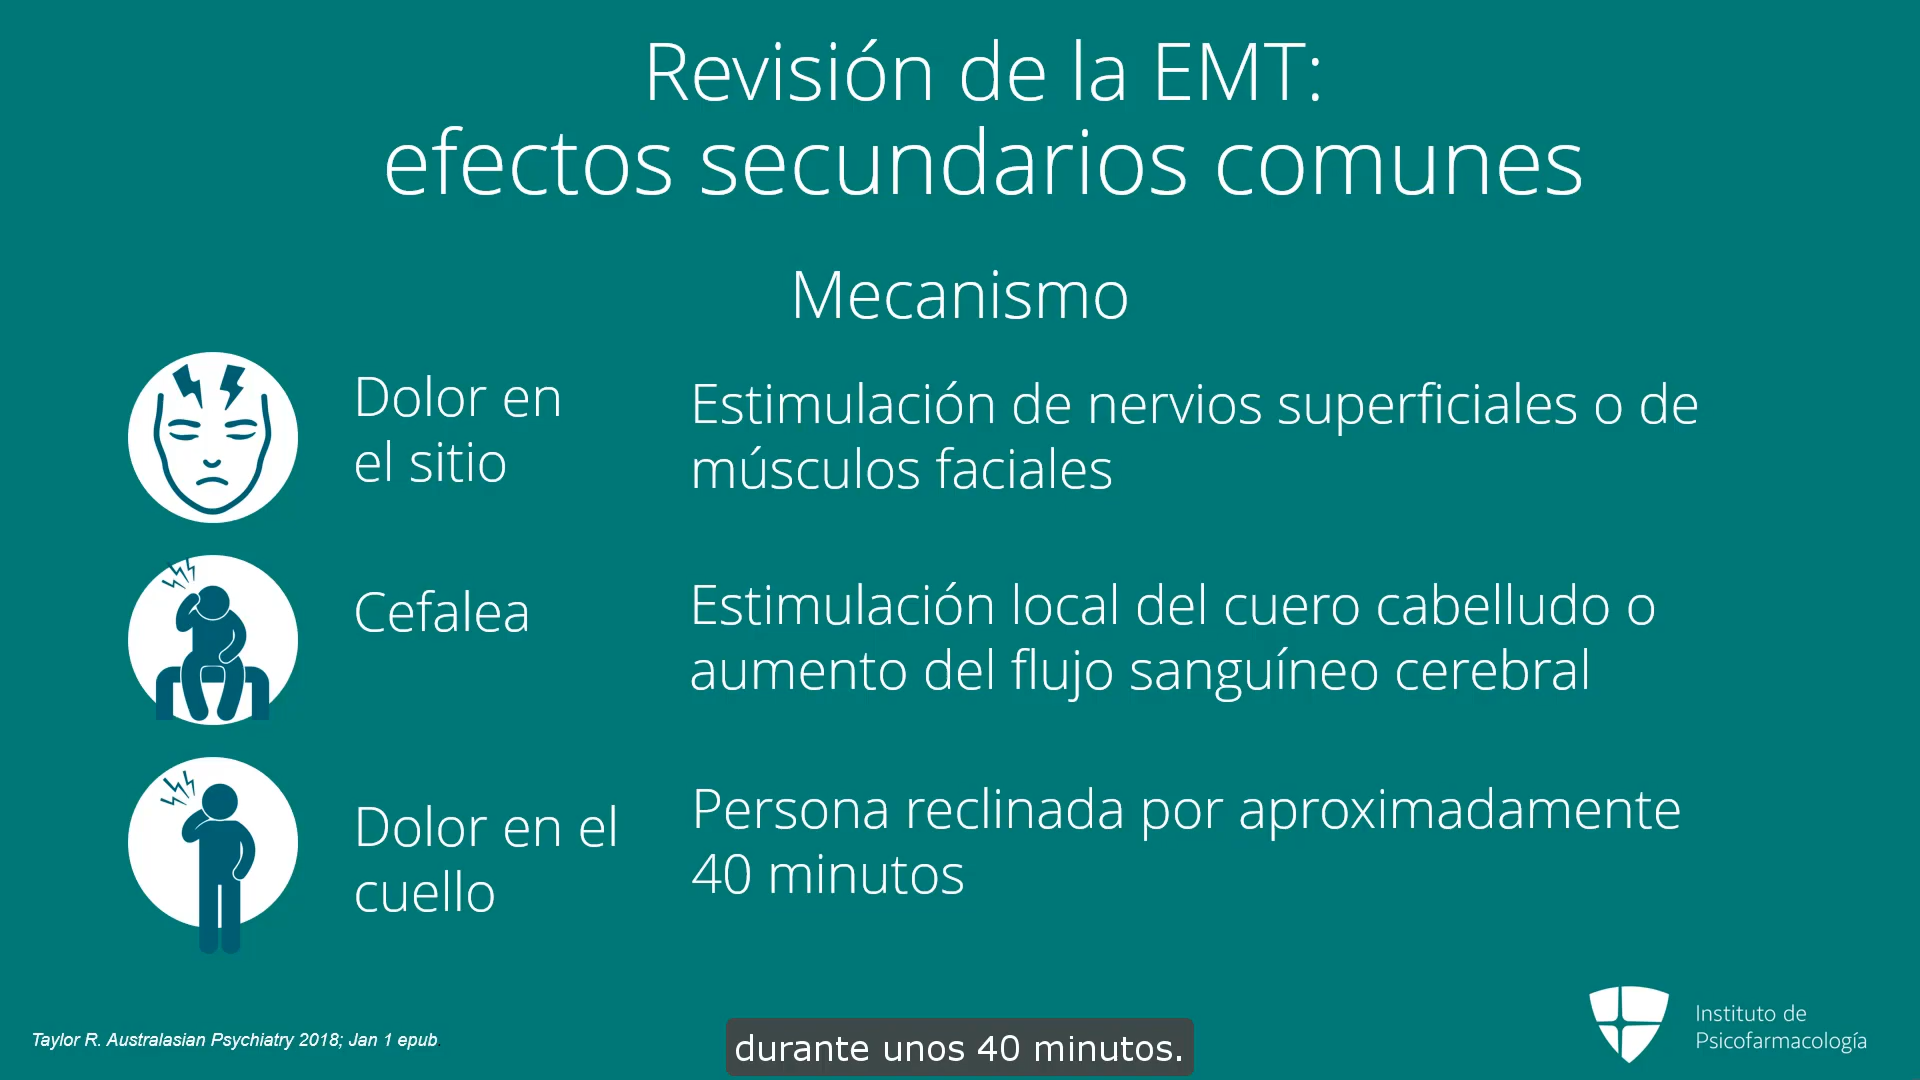 Revisión de la EMT:
efectos secundarios comunes
Mecanismo
Dolor en
el sitio
Estimulación de nervios superficiales o de
músculos faciales
Cefalea
Estimulación local del cuero cabelludo o
aumento del flujo sanguíneo cerebral
Dolor en el
cuello
Persona reclinada por aproximadamente
40 minutos
Taylor R. Australasian Psychiatry 2018; Jan 1 epub.
durante unos 40 minutos.
Instituto de
Psicofarmacología